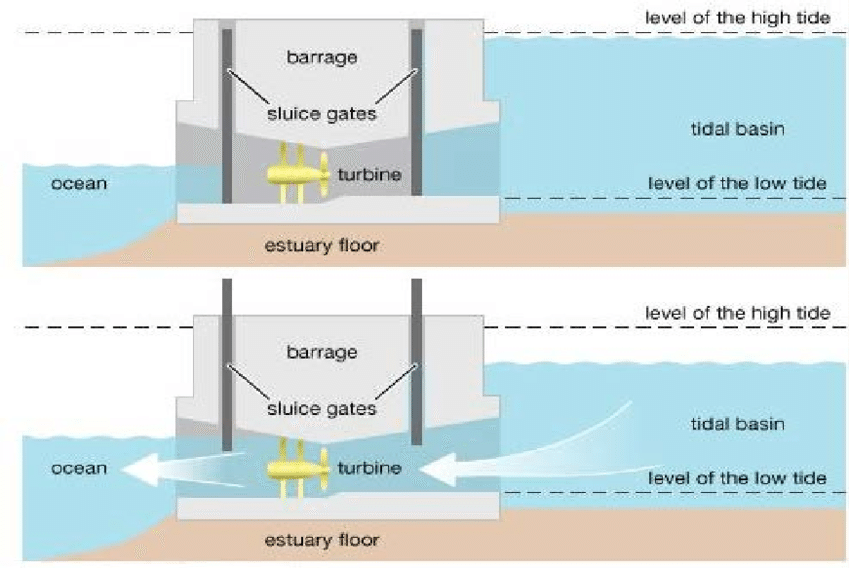 level of the high tide
barrage
sluice gates
tidal basin
turbine
ocean
level of the low tide
estuary floor
level of the high tide
barrage
sluice gates
tidal basin
ocean
turbine
level of the low tide
estuary floor